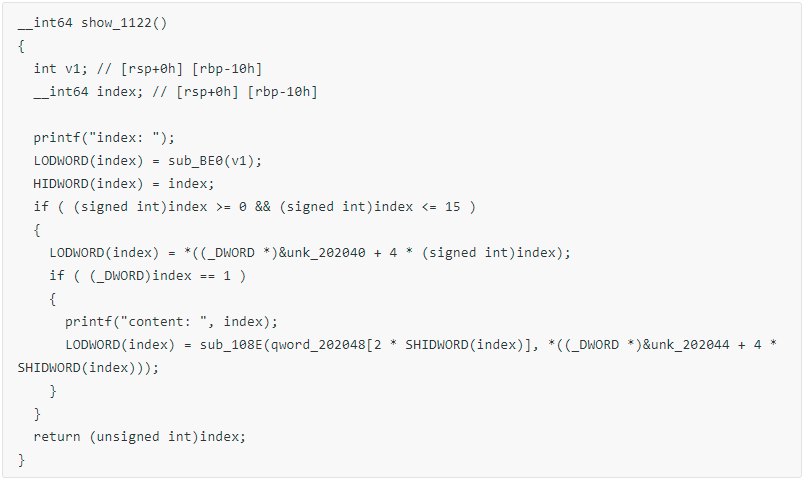 __int64 show_1122()
{
  int v1; // [rsp+0h] [rbp-10h]
  __int64 index; // [rsp+0h] [rbp-10h]

  printf("index: ");
  LODWORD(index) = sub_BE0(v1);
  HIDWORD(index) = index;
  if ( (signed int)index >= 0 && (signed int)index <= 15 )
  {
    LODWORD(index) = *((_DWORD *)&unk_202040 + 4 * (signed int)index);
    if ( (_DWORD)index == 1 )
    {
      printf("content: ", index);
      LODWORD(index) = sub_108E(qword_202048[2 * SHIDWORD(index)], *((_DWORD *)&unk_202044 + 4 *
SHIDWORD(index)));
    }
  }
  return (unsigned int)index;
}